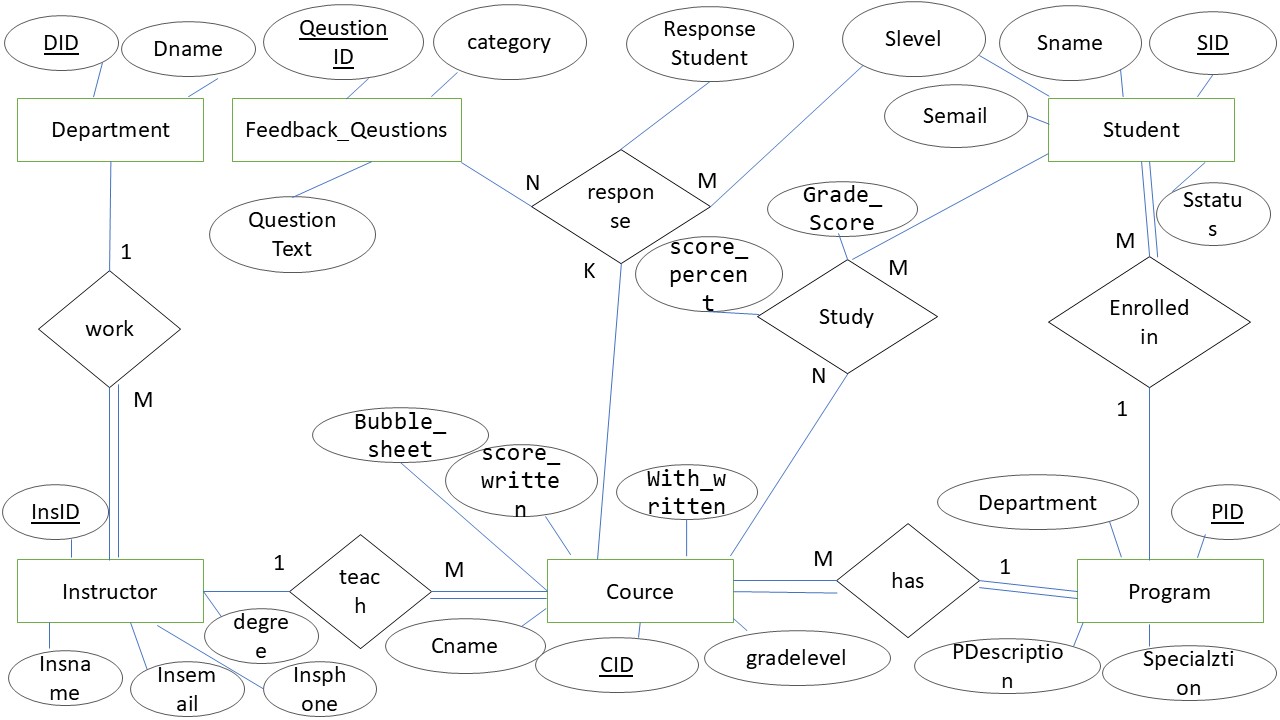 DID
Dname
Qeustion
ID
category
Response
Student
Slevel
Sname
SID
Department
Feedback_Qeustions
Semail
Student
Question
Text
N
respon
se
M
K
Grade_
Score
Sstatu
s
score_
percen
t
M
Study
N
M
Enrolled
in
1
1
work
M
Bubble_
sheet
score_
writte
n
With_w
ritten
Department
PID
InsID
Instructor
1
teac
h
M
Cource
M
has
1
Program
degre
e
Cname
CID
gradelevel
PDescriptio
n
Specialzti
on
Insna
me
Insem
ail
Insph
one